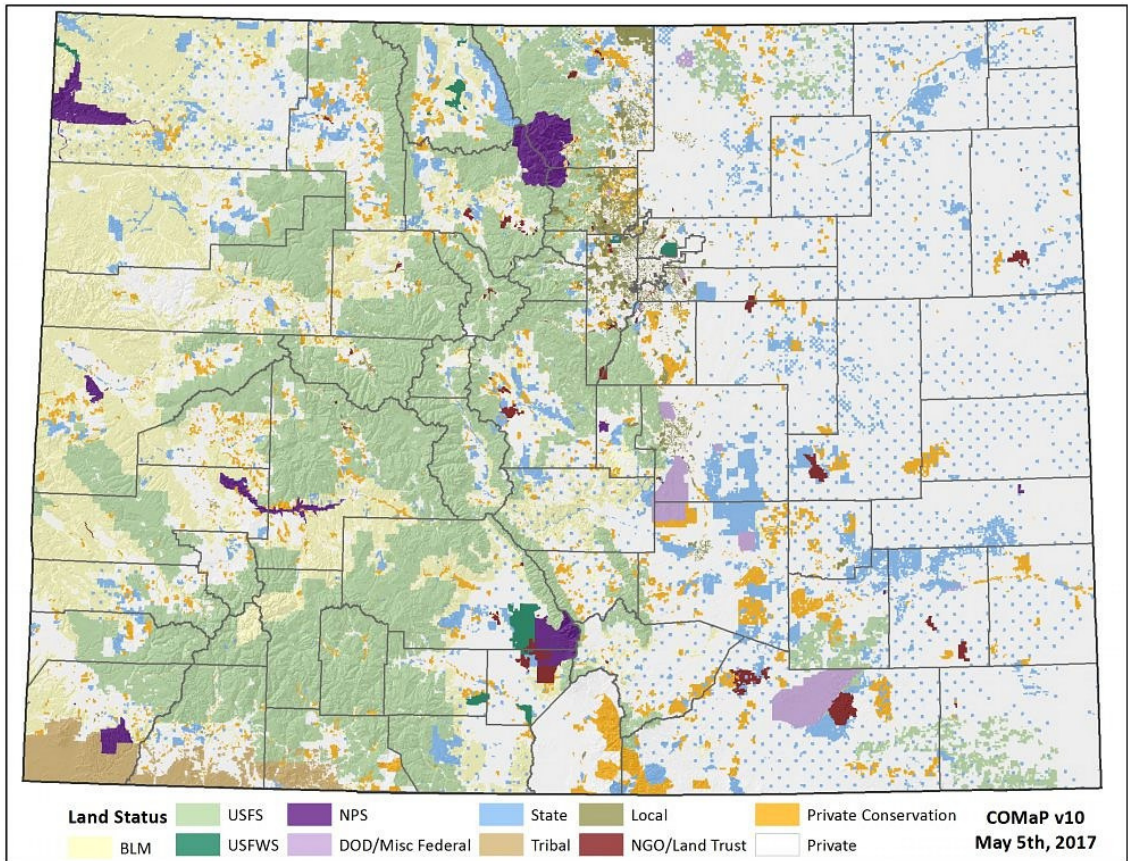 Land Status
BLM
USFS
USFWS
NPS
DOD/Misc Federal
State
Tribal
Local
NGO/Land Trust
Private Conservation
Private
COMaP v10
May 5th, 2017